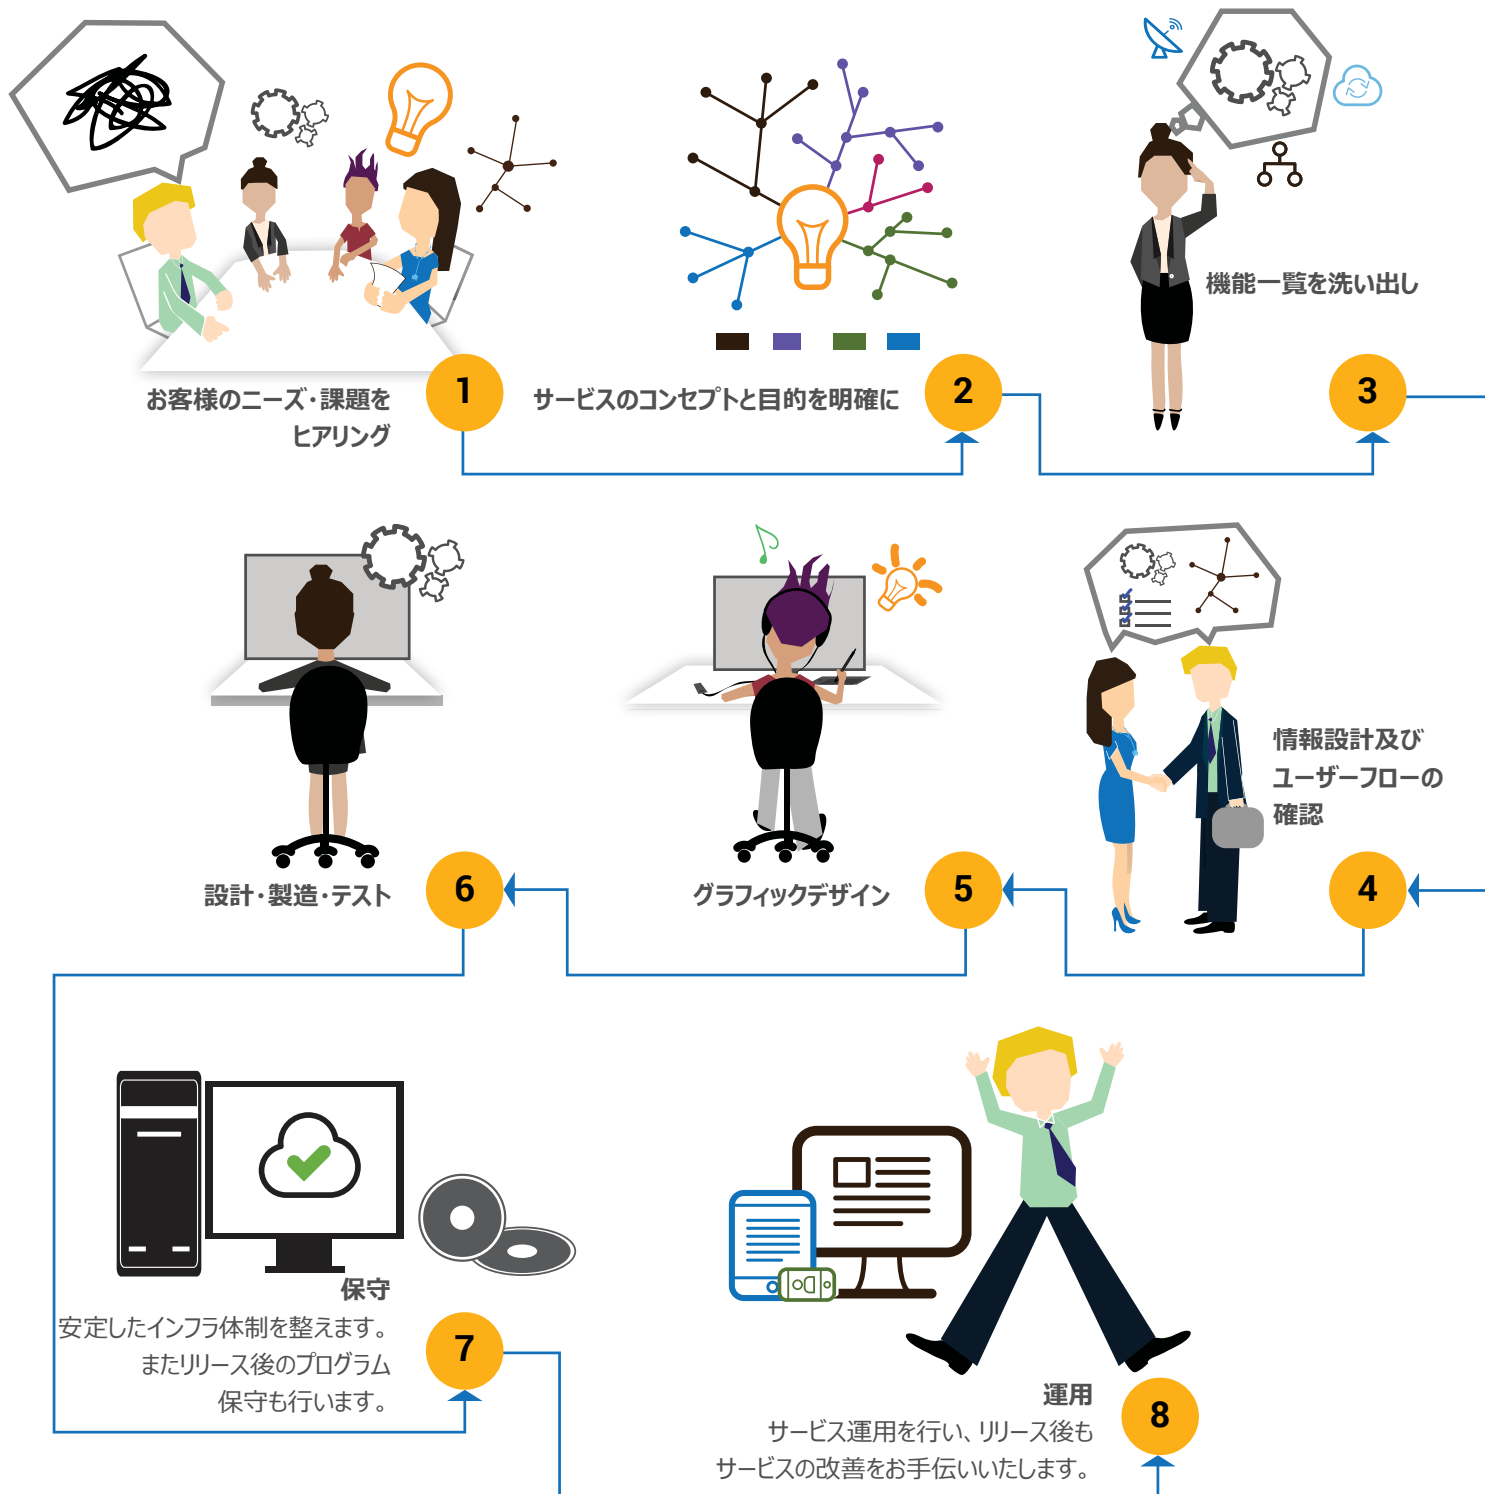 お客様のニーズ・課題を
ヒアリング
1
サービスのコンセプトと目的を明確に
2
機能一覧を洗い出し
3
情報設計及び
ユーザーフローの
確認
4
グラフィックデザイン
5
設計・製造・テスト
6
保守
安定したインフラ体制を整えます。
またリリース後のプログラム
保守も行います。
7
運用
サービス運用を行い、リリース後も
サービスの改善をお手伝いいたします。
8